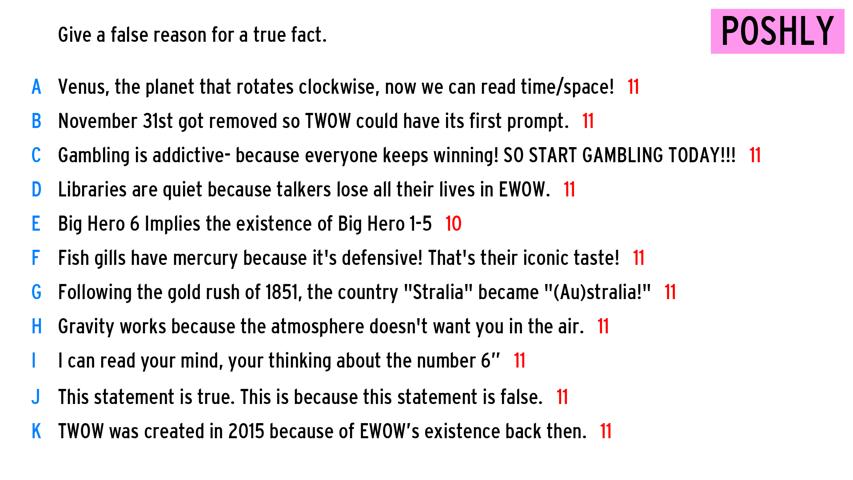 Give a false reason for a true fact.
POSHLY
A Venus, the planet that rotates clockwise, now we can read time/space! 11
B November 31st got removed so TWOW could have its first prompt. 11
C Gambling is addictive- because everyone keeps winning! SO START GAMBLING TODAY!!! 11
D Libraries are quiet because talkers lose all their lives in EWOW. 11
E Big Hero 6 Implies the existence of Big Hero 1-5 10
F Fish gills have mercury because it's defensive! That's their iconic taste! 11
G Following the gold rush of 1851, the country "Stralia" became "(Au)stralia!" 11
H Gravity works because the atmosphere doesn't want you in the air. 11
I I can read your mind, your thinking about the number 6” 11
J This statement is true. This is because this statement is false. 11
K TWOW was created in 2015 because of EWOW’s existence back then. 11